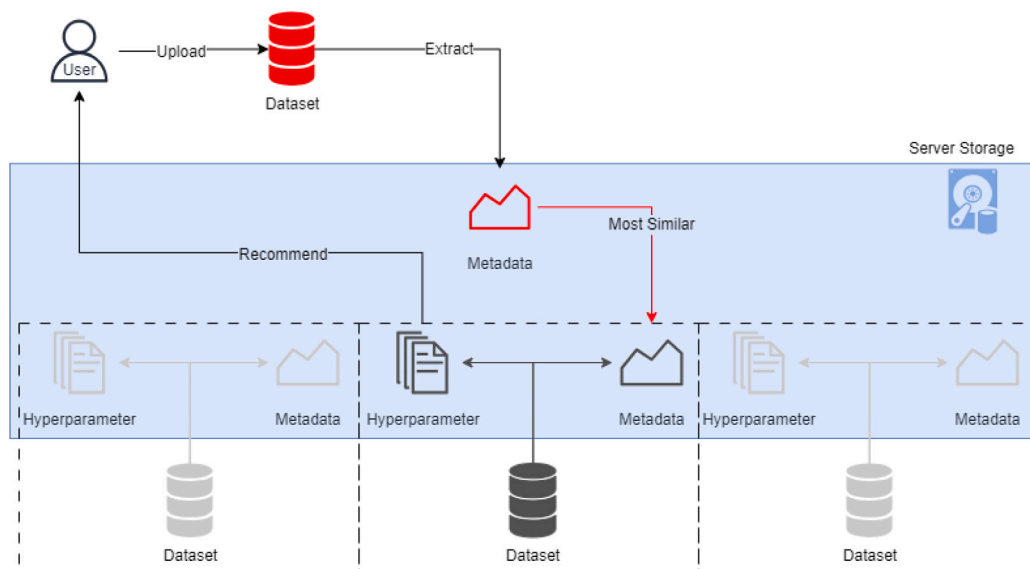 User
Upload
Dataset
Extract
Server Storage
Metadata
Most Similar
Recommend
Hyperparameter
Metadata
Hyperparameter
Metadata
Hyperparameter
Metadata
Dataset
Dataset
Dataset